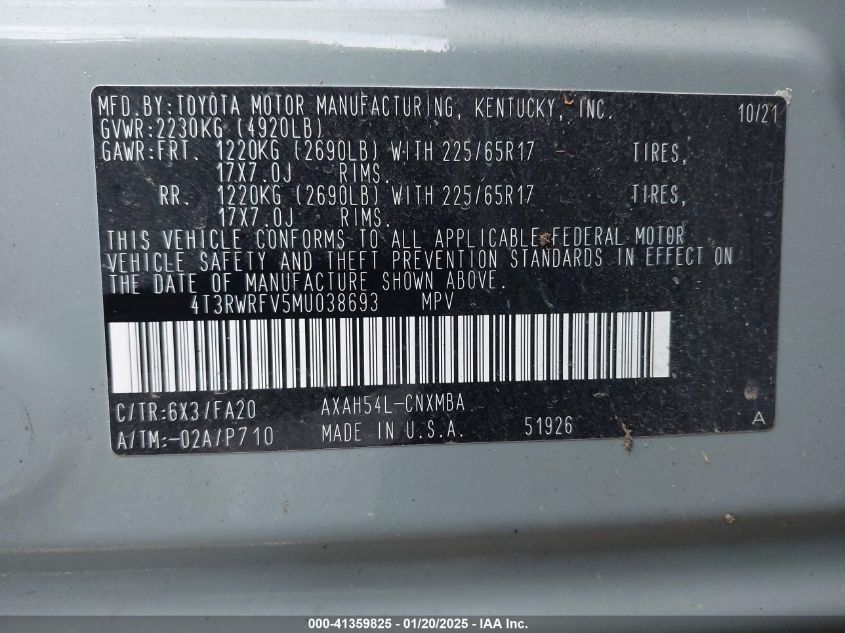 MFD.BY:TOYOTA MOTOR MANUFACTURING, KENTUCKY, INC. 10/21
GVWR:2230KG (4920LB)
GAWR:FRT. 1220KG (2690LB) WITH 225/65R17 TIRES,
17X7.0J RIMS,
RR. 1220KG (2690LB) WITH 225/65R17 TIRES,
17X7.0J RIMS.
THIS VEHICLE CONFORMS TO ALL APPLICABLE FEDERAL MOTOR
VEHICLE SAFETY AND THEFT PREVENTION STANDARDS IN EFFECT ON
THE DATE OF MANUFACTURE SHOWN ABOVE.
4T3RWRFV5MU038693 MPV
C/TR:6X3/FA20 AXAH54L-CNXMBA A
A/TM:-02A/P710 MADE IN U.S.A. 51926
000-41359825 - 01/20/2025 - IAA Inc.